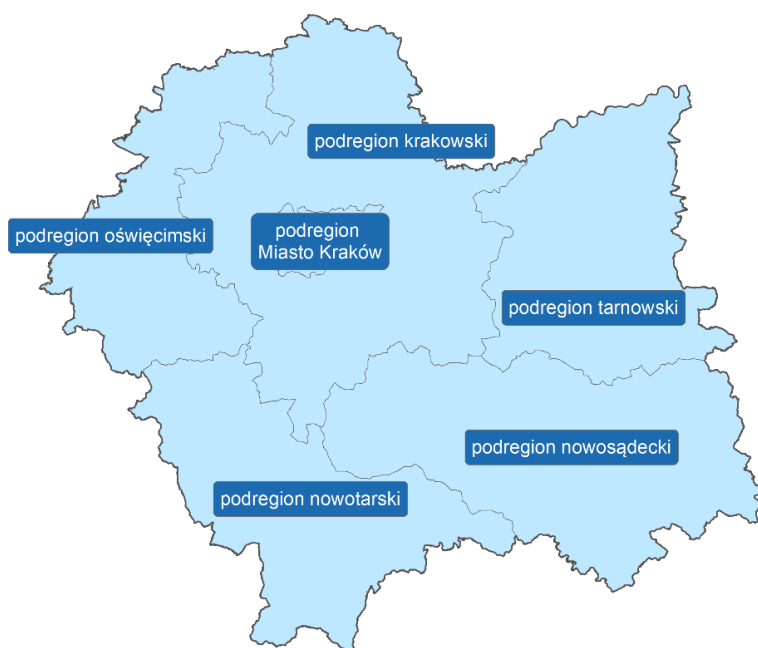 podregion krakowski
podregion oświęcimski
podregion
Miasto Kraków
podregion tarnowski
podregion nowosądecki
podregion nowotarski